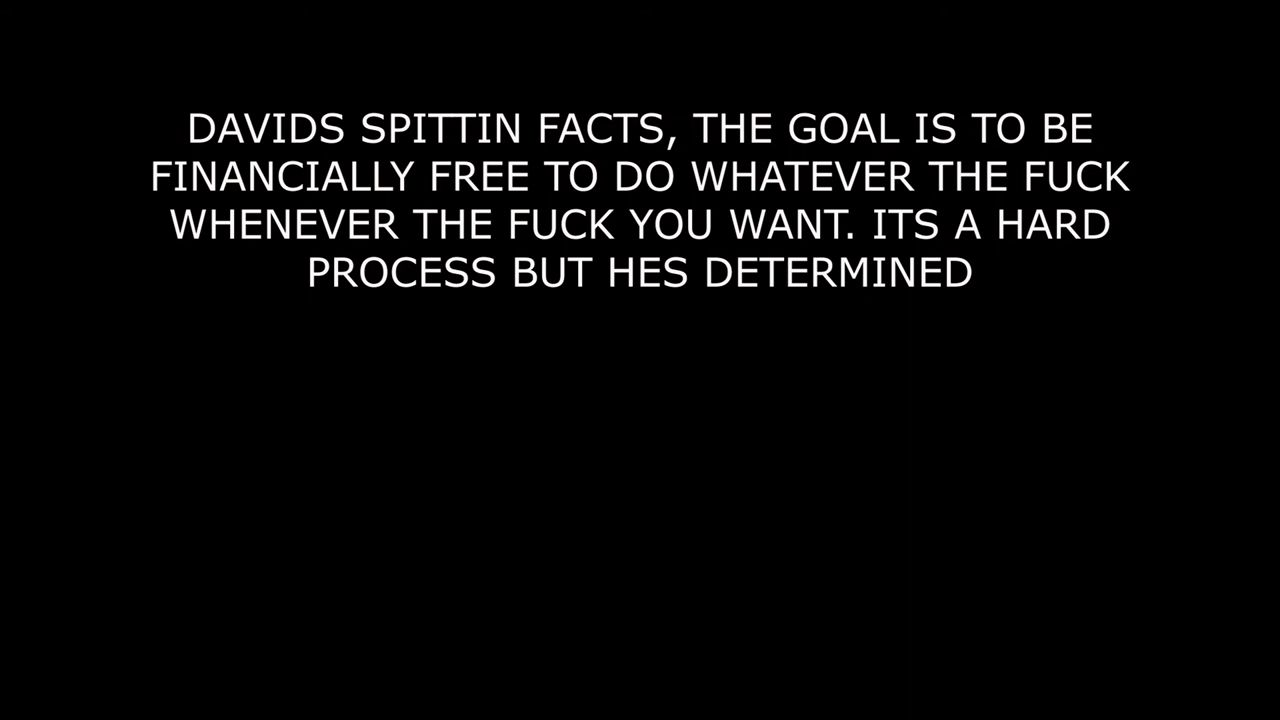 DAVIDS SPITTIN FACTS, THE GOAL IS TO BE
FINANCIALLY FREE TO DO WHATEVER THE FUCK
WHENEVER THE FUCK YOU WANT. ITS A HARD
PROCESS BUT HES DETERMINED